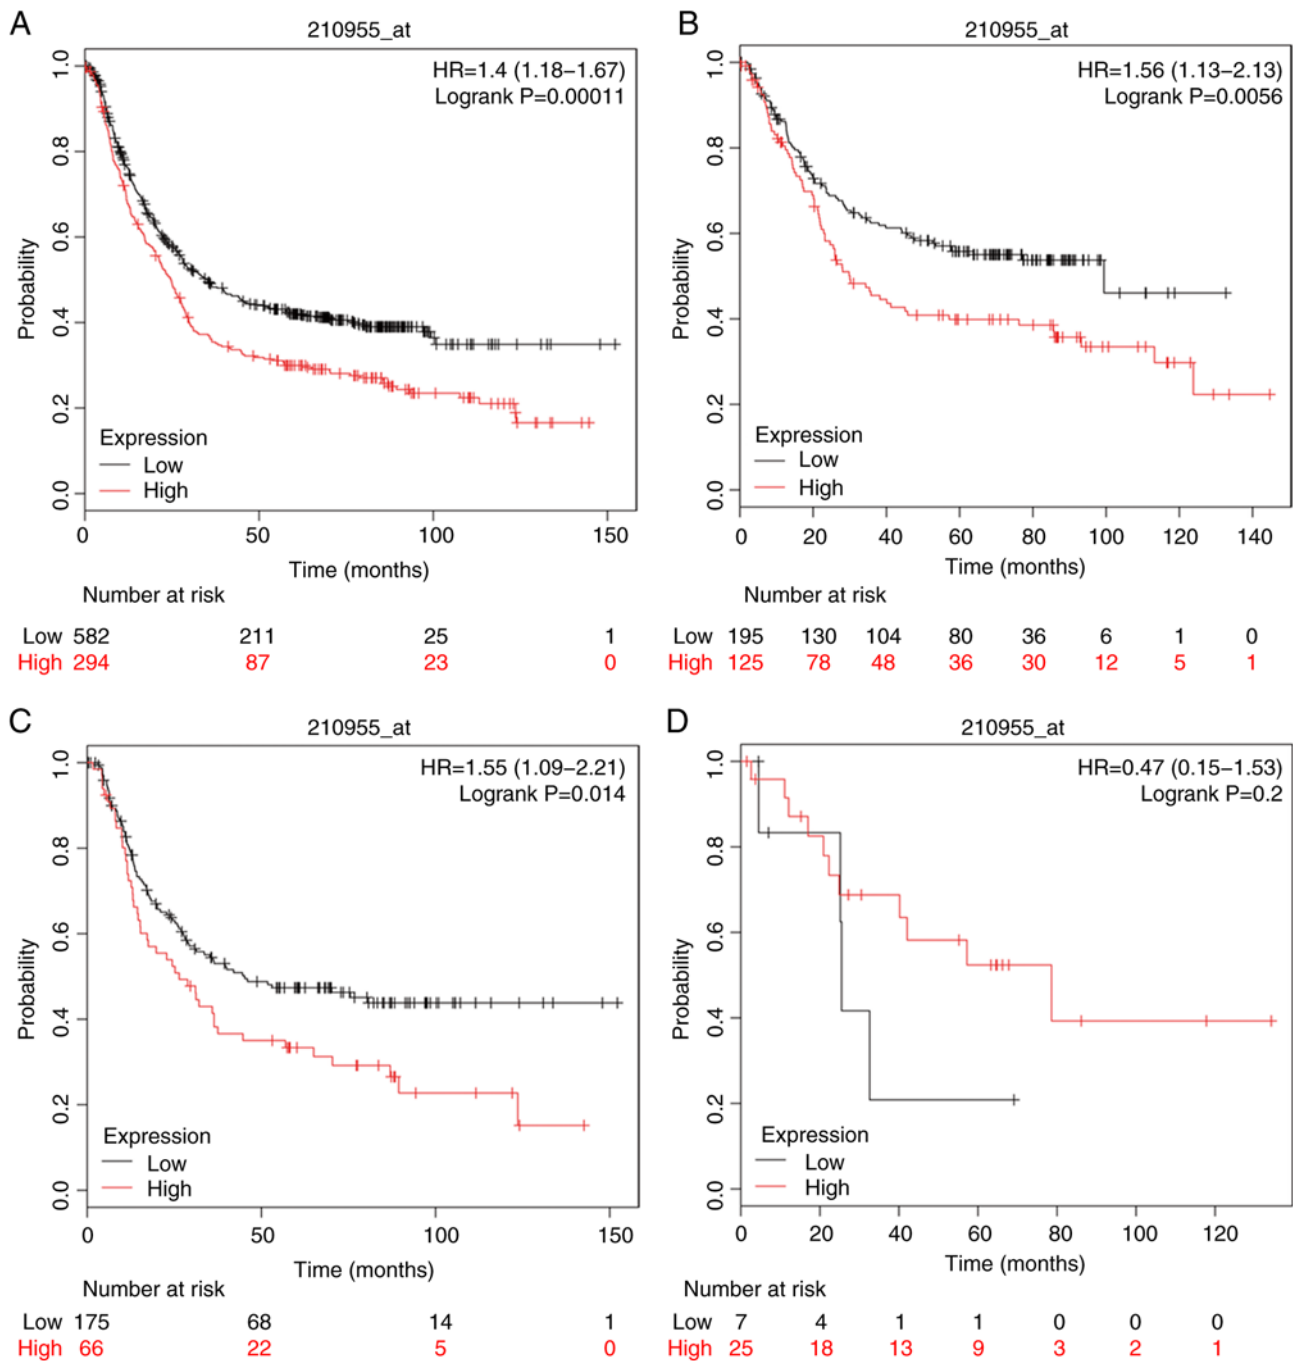 A
210955_at
HR=1.4 (1.18–1.67)
Logrank P=0.00011
Probability
1.0
0.8
0.6
0.4
0.2
0.0
Expression
Low
High
0 50 100 150
Time (months)
Number at risk
Low 582 211 25 1
High 294 87 23 0
B
210955_at
HR=1.56 (1.13–2.13)
Logrank P=0.0056
Probability
1.0
0.8
0.6
0.4
0.2
0.0
Expression
Low
High
0 20 40 60 80 100 120 140
Time (months)
Number at risk
Low 195 130 104 80 36 6 1 0
High 125 78 48 36 30 12 5 1
C
210955_at
HR=1.55 (1.09–2.21)
Logrank P=0.014
Probability
1.0
0.8
0.6
0.4
0.2
0.0
Expression
Low
High
0 50 100 150
Time (months)
Number at risk
Low 175 68 14 1
High 66 22 5 0
D
210955_at
HR=0.47 (0.15–1.53)
Logrank P=0.2
Probability
1.0
0.8
0.6
0.4
0.2
0.0
Expression
Low
High
0 20 40 60 80 100 120
Time (months)
Number at risk
Low 7 4 1 1 0 0 0
High 25 18 13 9 3 2 1